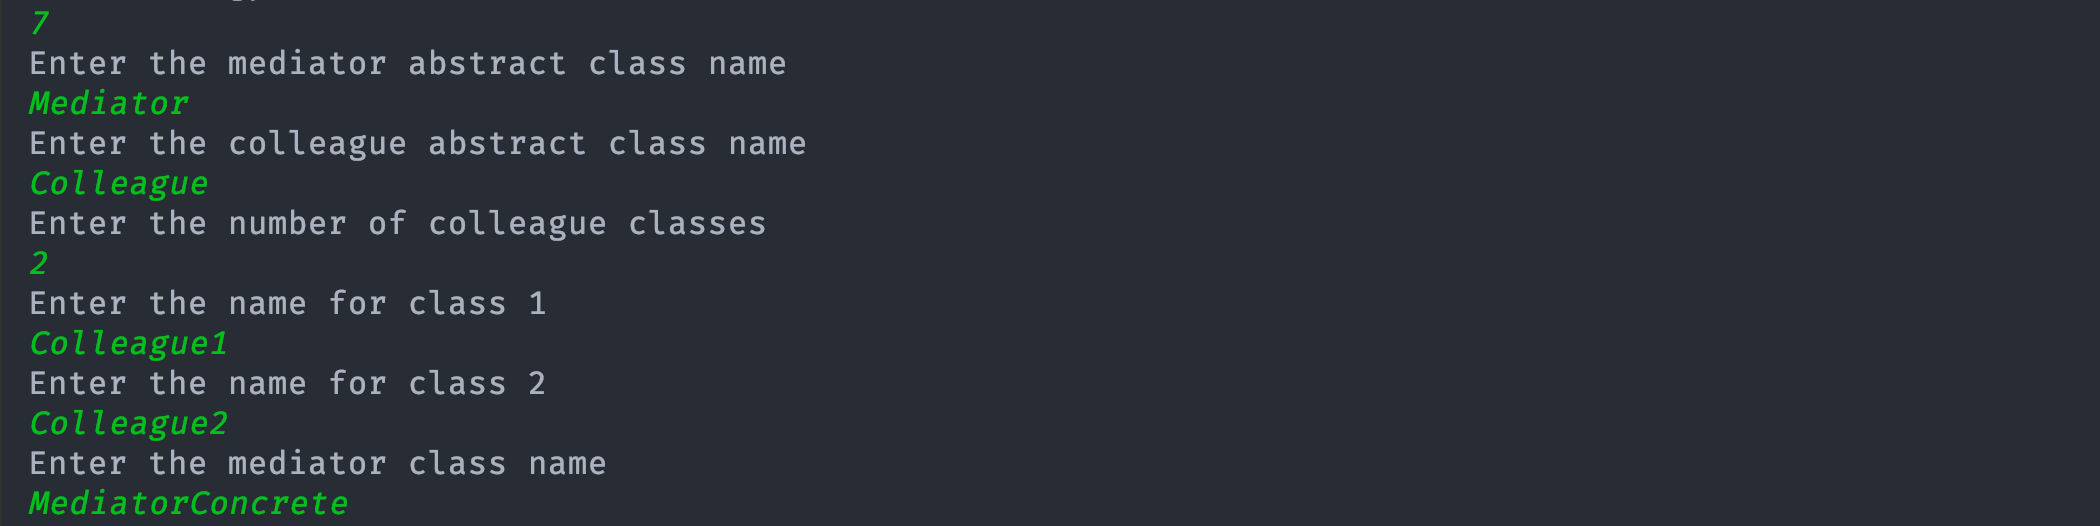 7
Enter the mediator abstract class name
Mediator
Enter the colleague abstract class name
Colleague
Enter the number of colleague classes
2
Enter the name for class 1
Colleague1
Enter the name for class 2
Colleague2
Enter the mediator class name
MediatorConcrete